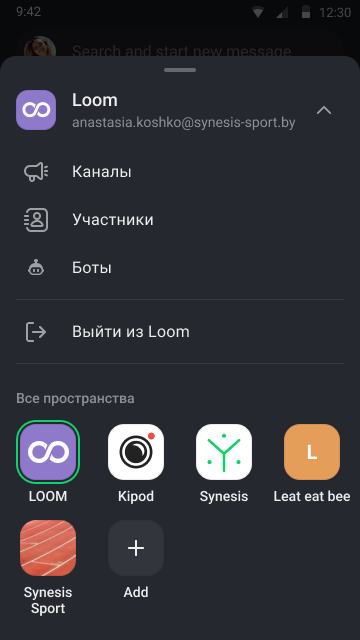 9:42
12:30
Search and start new message
Loom
anastasia.koshko@synesis-sport.by
Каналы
Участники
Боты
Выйти из Loom
Все пространства
L
LOOM
Kipod
Synesis
Leat eat bee
Synesis
Sport
Add